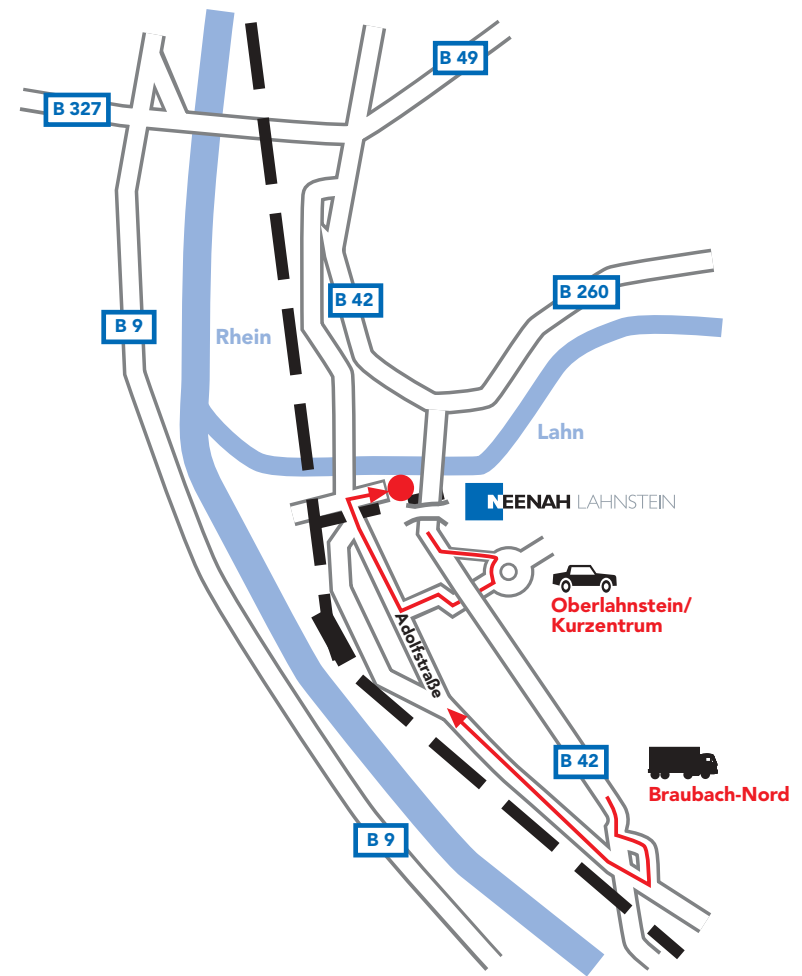 B 49
B 327
B 260
B 42
B 9
Rhein
Lahn
NEENAH LAHNSTEIN
Oberlahnstein/
Kurzentrum
Adolfstraße
B 42
Braubach-Nord
B 9